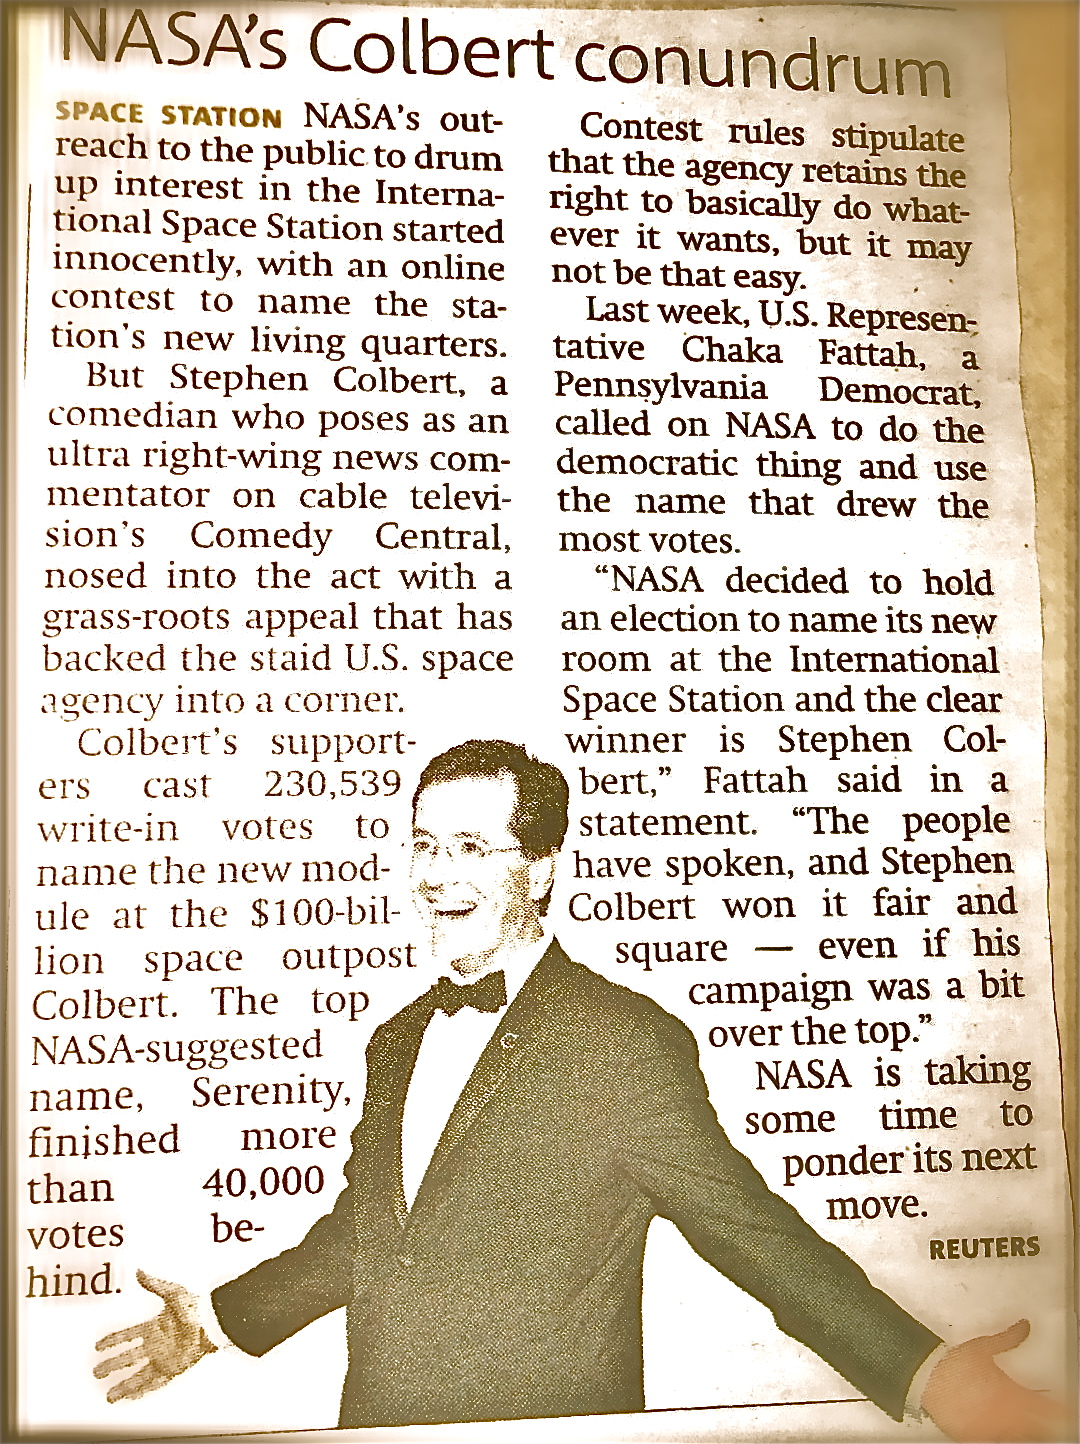 NASA's Colbert conundrum
SPACE STATION NASA's out-
reach to the public to drum
up interest in the Interna-
tional Space Station started
innocently, with an online
contest to name the sta-
tion's new living quarters.
But Stephen Colbert, a
comedian who poses as an
ultra right-wing news com-
mentator on cable televi-
sion's Comedy Central,
nosed into the act with a
grass-roots appeal that has
backed the staid U.S. space
agency into a corner.
Colbert's support-
ers cast 230,539
write-in votes to
name the new mod-
ule at the $100-bil-
lion space outpost
Colbert. The top
NASA-suggested
name, Serenity,
finished more
than 40,000
votes be-
hind.
Contest rules stipulate
that the agency retains the
right to basically do what-
ever it wants, but it may
not be that easy.
Last week, U.S. Represen-
tative Chaka Fattah, a
Pennsylvania Democrat,
called on NASA to do the
democratic thing and use
the name that drew the
most votes.
“NASA decided to hold
an election to name its new
room at the International
Space Station and the clear
winner is Stephen Col-
bert,” Fattah said in a
statement. “The people
have spoken, and Stephen
Colbert won it fair and
square — even if his
campaign was a bit
over the top.”
NASA is taking
some time to
ponder its next
move.
REUTERS